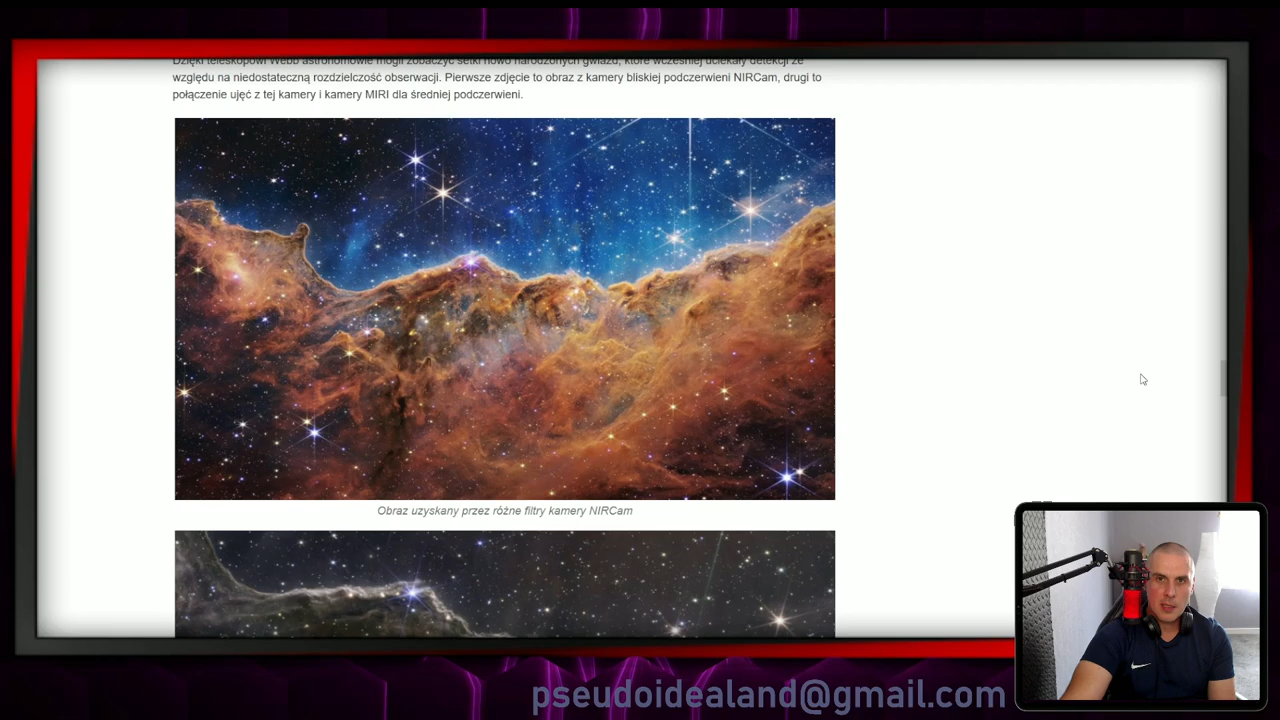 Dzięki teleskopowi Webb astronomowie mogli zobaczyć setki nowo narodzonych gwiazd, które wcześniej uciekały detekcji ze
względu na niedostateczną rozdzielczość obserwacji. Pierwsze zdjęcie to obraz z kamery bliskiej podczerwieni NIRCam, drugi to
połączenie ujęć z tej kamery i kamery MIRI dla średniej podczerwieni.
Obraz uzyskany przez różne filtry kamery NIRCam
pseudoidealand@gmail.com